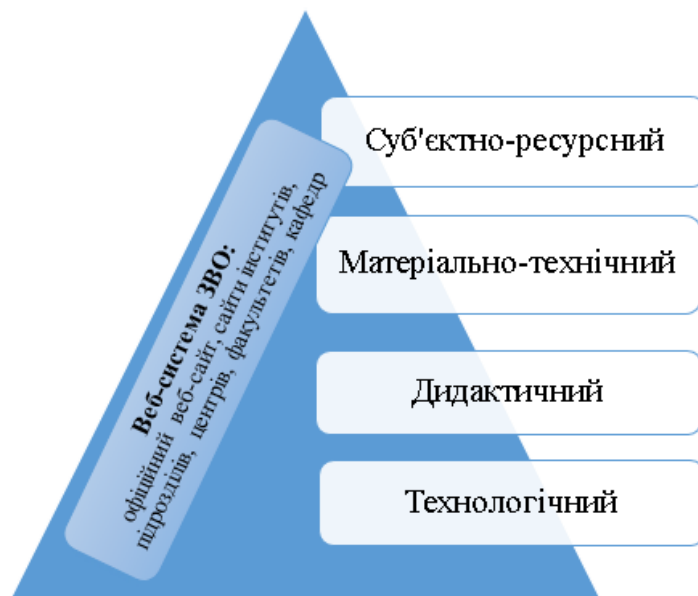 Веб-система ЗВО:
офіційний веб-сайт, сайти інститутів,
підрозділів, центрів, факультетів, кафедр
Суб'єктно-ресурсний
Матеріально-технічний
Дидактичний
Технологічний